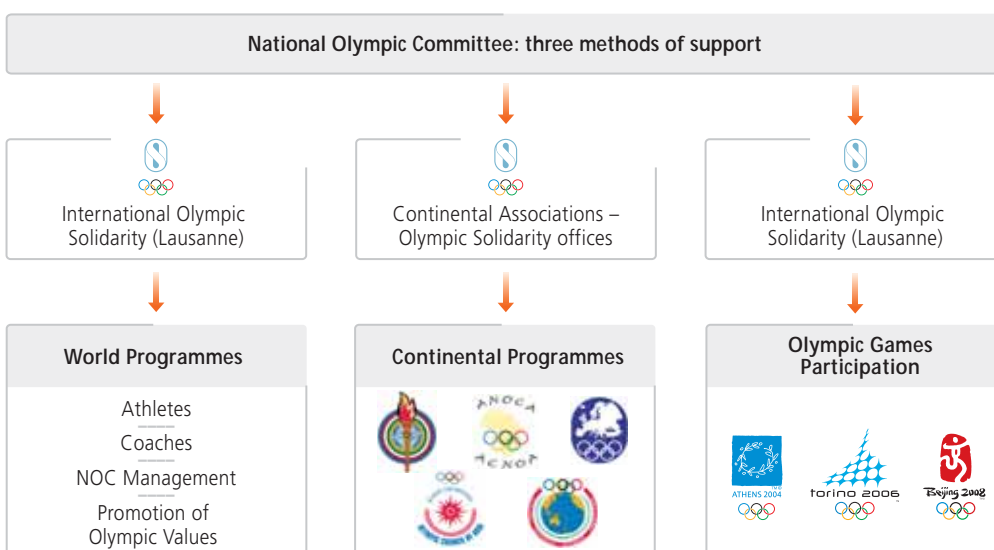 National Olympic Committee: three methods of support
International Olympic
Solidarity (Lausanne)
Continental Associations –
Olympic Solidarity offices
International Olympic
Solidarity (Lausanne)
World Programmes
Athletes
Coaches
NOC Management
Promotion of
Olympic Values
Continental Programmes
ANOCA
ACNOA
Olympic Games
Participation
ATHENS 2004
torino 2006
Beijing 2008